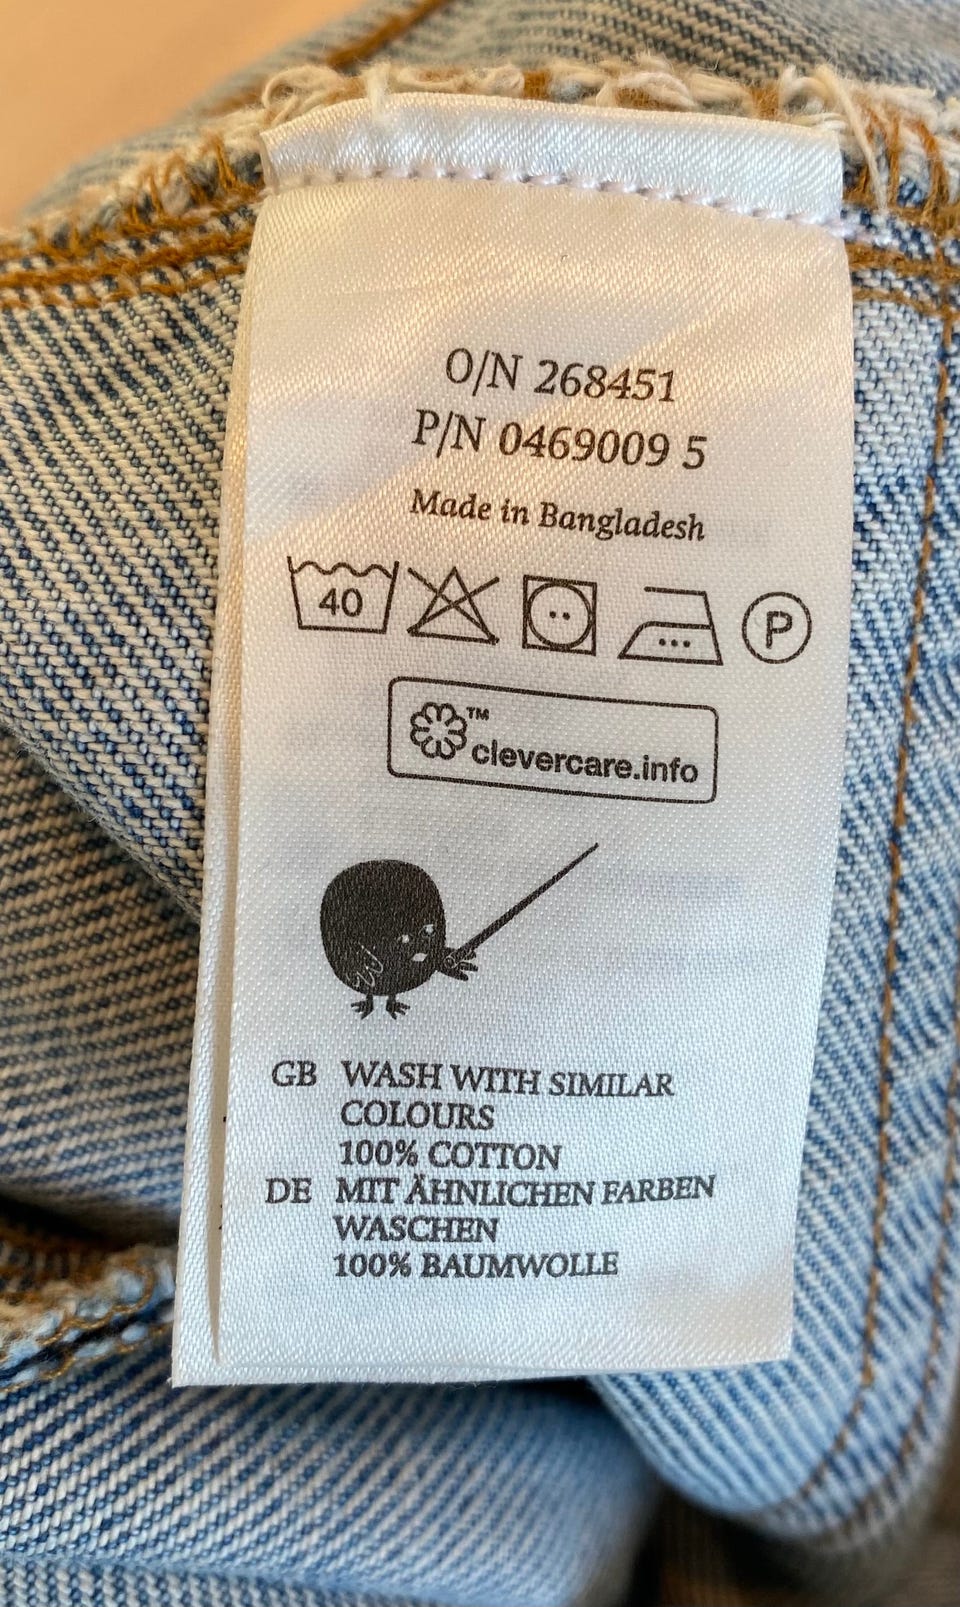 O/N 268451
P/N 0469009 5
Made in Bangladesh
40 P
™
clevercare.info
W
GB WASH WITH SIMILAR
COLOURS
100% COTTON
DE MIT ÄHNLICHEN FARBEN
WASCHEN
100% BAUMWOLLE